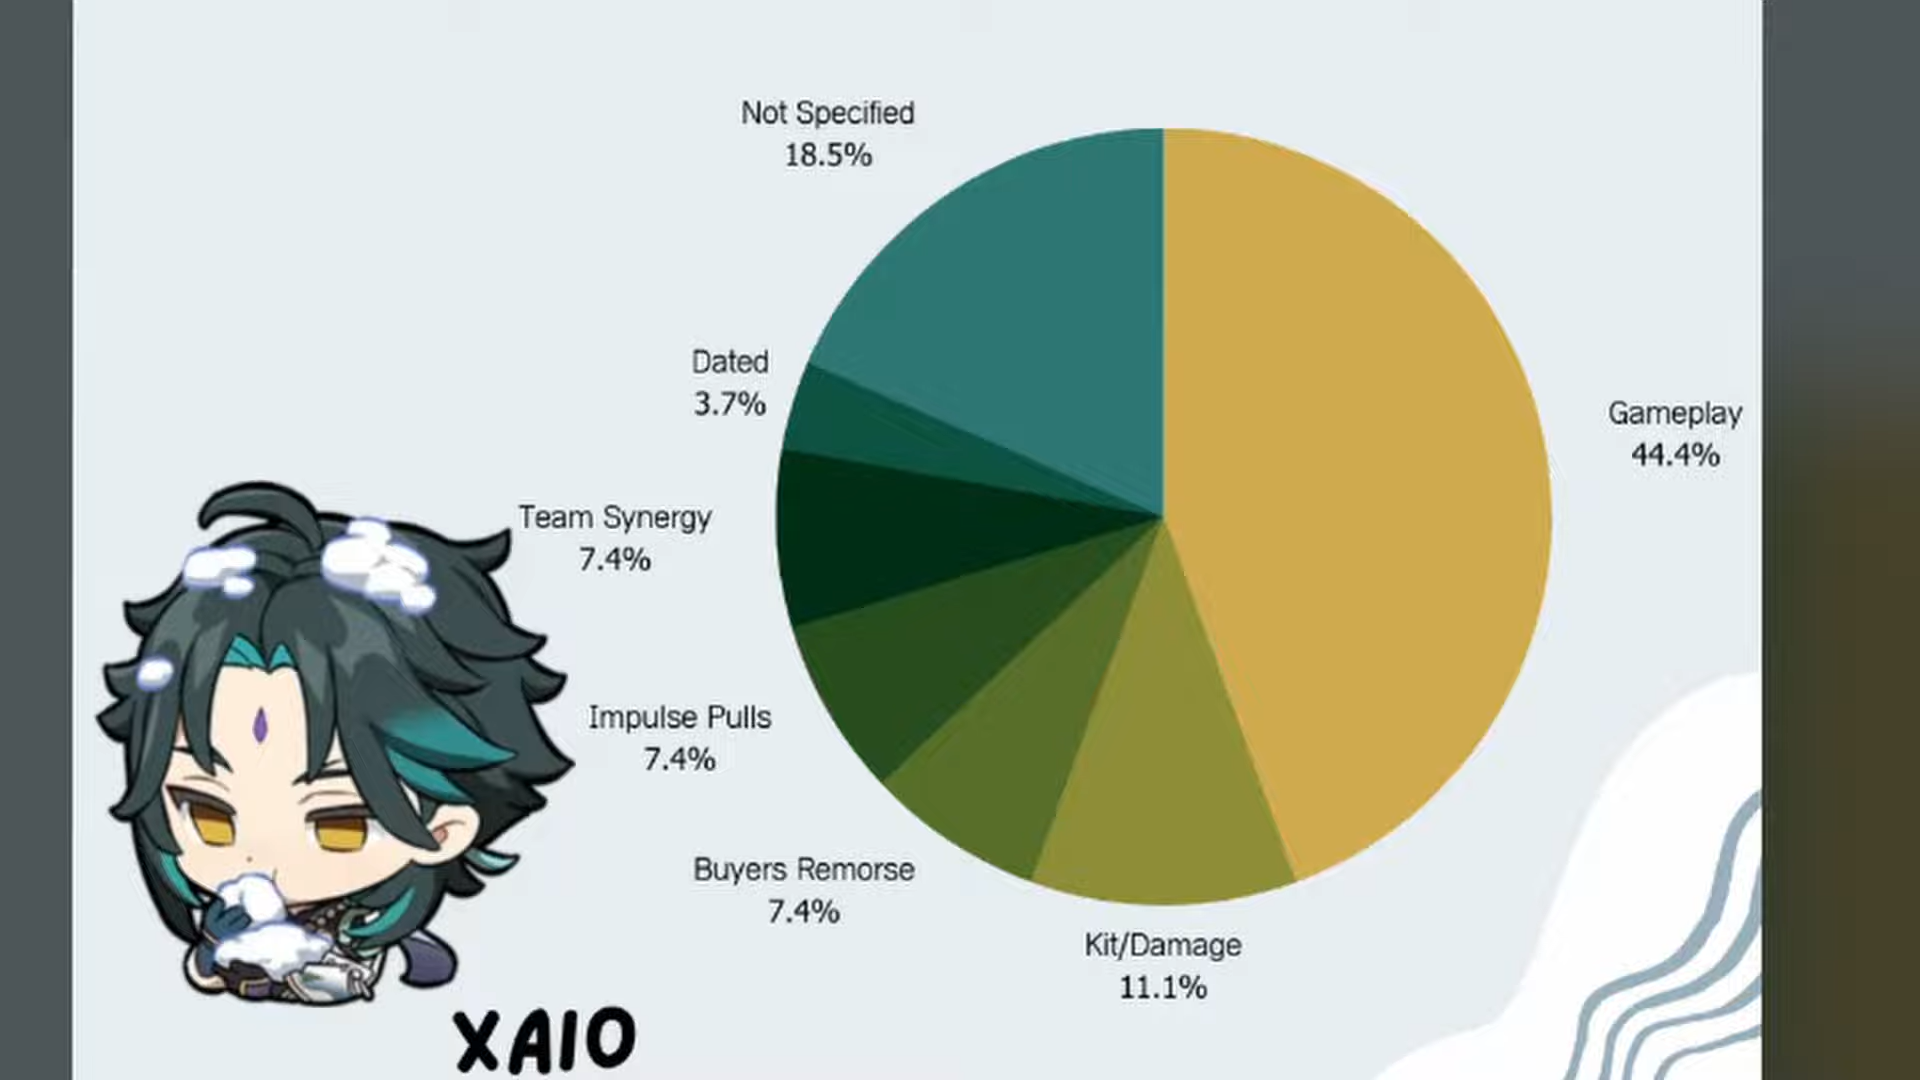 Not Specified
18.5%
Dated
3.7%
Gameplay
44.4%
Team Synergy
7.4%
Impulse Pulls
7.4%
Buyers Remorse
7.4%
Kit/Damage
11.1%
XAIO